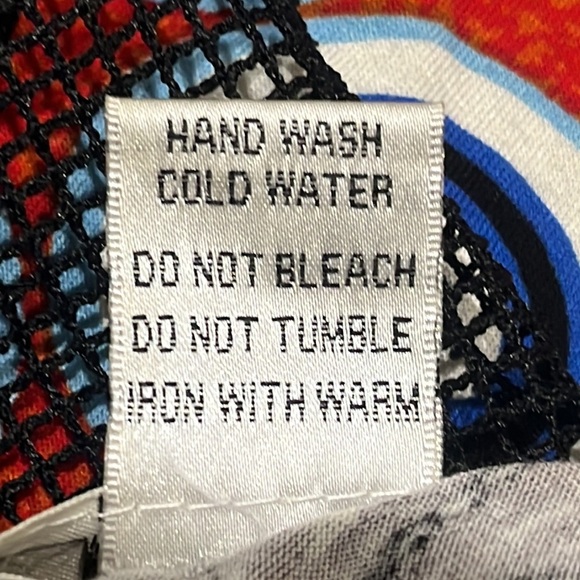 HAND WASH
COLD WATER
DO NOT BLEACH
DO NOT TUMBLE
IRON WITH WARM